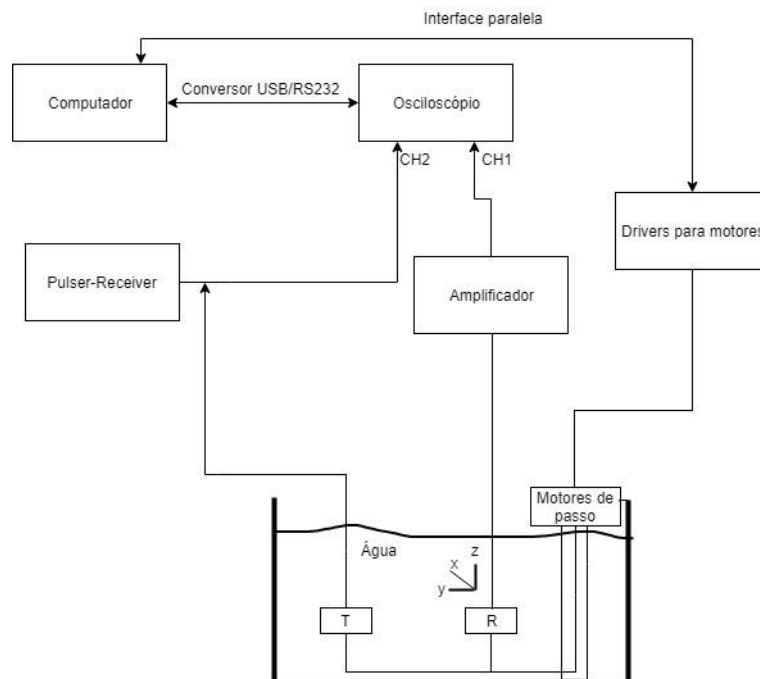 Interface paralela
Computador
Conversor USB/RS232
Osciloscópio
CH2
CH1
Drivers para motores
Pulser-Receiver
Amplificador
Motores de
passo
Água
z
x
y
T
R